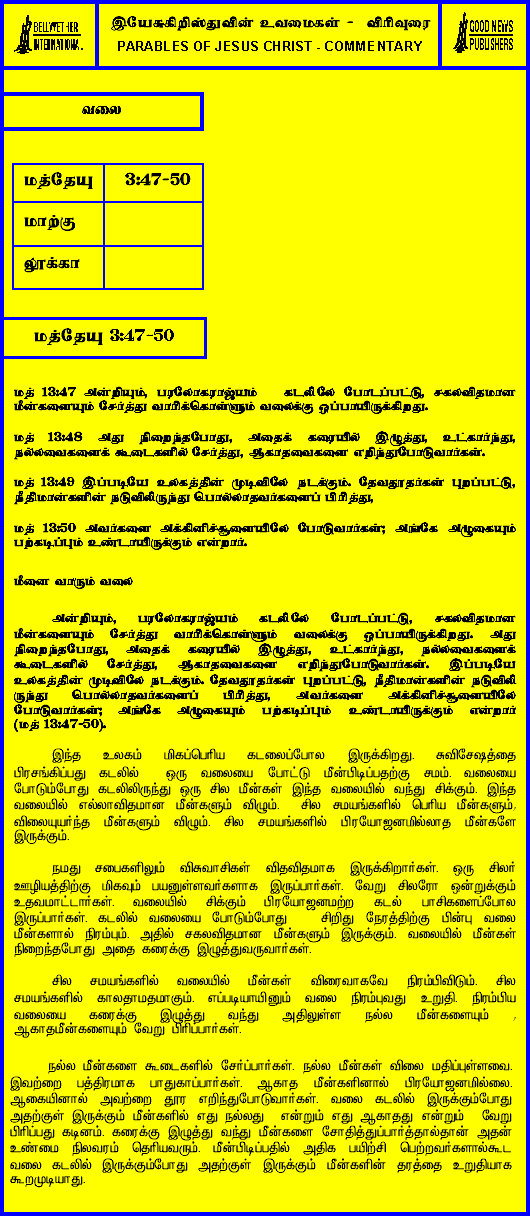 BELLWETHER
INTERNATIONAL
இயேசுகிறிஸ்துவின் உவமைகள் - விரிவுரை
PARABLES OF JESUS CHRIST - COMMENTARY
GOOD NEWS
PUBLISHERS
வலை
மத்தேயு 3:47-50
மாற்கு
லூக்கா
மத்தேயு 3:47-50
மத் 13:47 அன்றியும், பரலோகராஜ்யம் கடலிலே போடப்பட்டு, சகலவிதமான
மீன்களையும் சேர்த்து வாரிக்கொள்ளும் வலைக்கு ஒப்பாயிருக்கிறது.
மத் 13:48 அது நிறைந்தபோது, அதைக் கரையில் இழுத்து, உட்கார்ந்து,
நல்லவைகளைக் கூடைகளில் சேர்த்து, ஆகாதவைகளை எறிந்துபோடுவார்கள்.
மத் 13:49 இப்படியே உலகத்தின் முடிவிலே நடக்கும். தேவதூதர்கள் புறப்பட்டு,
நீதிமான்களின் நடுவிலிருந்து பொல்லாதவர்களைப் பிரித்து,
மத் 13:50 அவர்களை அக்கினிச்சூளையிலே போடுவார்கள்; அங்கே அழுகையும்
பற்கடிப்பும் உண்டாயிருக்கும் என்றார்.
மீனை வாரும் வலை
அன்றியும், பரலோகராஜ்யம் கடலிலே போடப்பட்டு, சகலவிதமான
மீன்களையும் சேர்த்து வாரிக்கொள்ளும் வலைக்கு ஒப்பாயிருக்கிறது. அது
நிறைந்தபோது, அதைக் கரையில் இழுத்து, உட்கார்ந்து, நல்லவைகளைக்
கூடைகளில் சேர்த்து, ஆகாதவைகளை எறிந்துபோடுவார்கள். இப்படியே
உலகத்தின் முடிவிலே நடக்கும். தேவதூதர்கள் புறப்பட்டு, நீதிமான்களின் நடுவிலி
ருந்து பொல்லாதவர்களைப் பிரித்து, அவர்களை அக்கினிச்சூளையிலே
போடுவார்கள்; அங்கே அழுகையும் பற்கடிப்பும் உண்டாயிருக்கும் என்றார்
(மத் 13:47-50).
இந்த உலகம் மிகப்பெரிய கடலைப்போல இருக்கிறது. சுவிசேஷத்தை
பிரசங்கிப்பது கடலில் ஒரு வலையை போட்டு மீன்பிடிப்பதற்கு சமம். வலையை
போடும்போது கடலிலிருந்து ஒரு சில மீன்கள் இந்த வலையில் வந்து சிக்கும். இந்த
வலையில் எல்லாவிதமான மீன்களும் விழும். சில சமயங்களில் பெரிய மீன்களும்,
விலையுயர்ந்த மீன்களும் விழும். சில சமயங்களில் பிரயோஜனமில்லாத மீன்களே
இருக்கும்.
நமது சபைகளிலும் விசுவாசிகள் விதவிதமாக இருக்கிறார்கள். ஒரு சிலர்
ஊழியத்திற்கு மிகவும் பயனுள்ளவர்களாக இருப்பார்கள். வேறு சிலரோ ஒன்றுக்கும்
உதவமாட்டார்கள். வலையில் சிக்கும் பிரயோஜனமற்ற கடல் பாசிகளைப்போல
இருப்பார்கள். கடலில் வலையை போடும்போது சிறிது நேரத்திற்கு பின்பு வலை
மீன்களால் நிரம்பும். அதில் சகலவிதமான மீன்களும் இருக்கும். வலையில் மீன்கள்
நிறைந்தபோது அதை கரைக்கு இழுத்துவருவார்கள்.
சில சமயங்களில் வலையில் மீன்கள் விரைவாகவே நிரம்பிவிடும். சில
சமயங்களில் காலதாமதமாகும். எப்படியாயினும் வலை நிரம்புவது உறுதி. நிரம்பிய
வலையை கரைக்கு இழுத்து வந்து அதிலுள்ள நல்ல மீன்களையும் ,
ஆகாதமீன்களையும் வேறு பிரிப்பார்கள்.
நல்ல மீன்களை கூடைகளில் சேர்ப்பார்கள். நல்ல மீன்கள் விலை மதிப்புள்ளவை.
இவற்றை பத்திரமாக பாதுகாப்பார்கள். ஆகாத மீன்களினால் பிரயோஜனமில்லை.
ஆகையினால் அவற்றை தூர எறிந்துபோடுவார்கள். வலை கடலில் இருக்கும்போது
அதற்குள் இருக்கும் மீன்களில் எது நல்லது என்றும் எது ஆகாதது என்றும் வேறு
பிரிப்பது கடினம். கரைக்கு இழுத்து வந்து மீன்களை சோதித்துப்பார்த்தால்தான் அதன்
உண்மை நிலவரம் தெரியவரும். மீன்பிடிப்பதில் அதிக பயிற்சி பெற்றவர்களால்கூட
வலை கடலில் இருக்கும்போது அதற்குள் இருக்கும் மீன்களின் தரத்தை உறுதியாக
கூறமுடியாது.